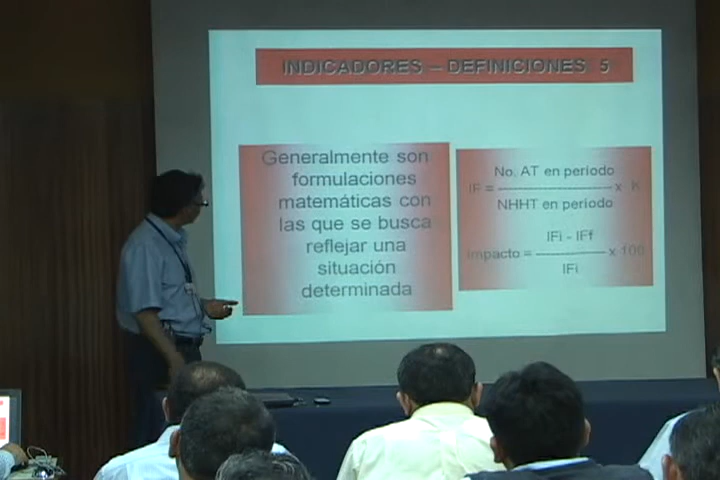 INDICADORES – DEFINICIONES 5
Generalmente son
formulaciones
matemáticas con
las que se busca
reflejar una
situación
determinada
No. AT en período
IF = ------------------------------ x K
NHHT en período
IFi - IFf
Impacto = ------------------ x 100
IFi